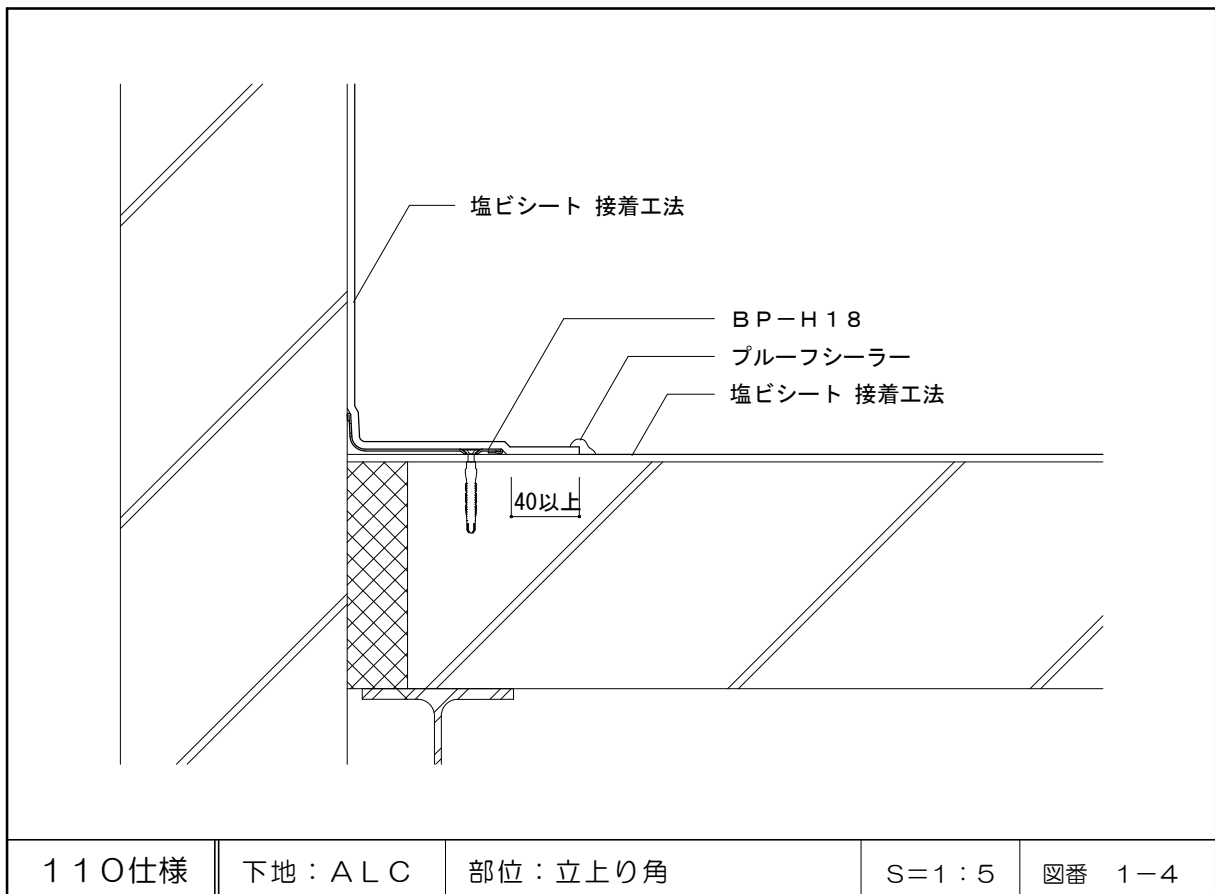 塩ビシート 接着工法
ＢＰ－Ｈ１８
プルーフシーラー
塩ビシート 接着工法
40以上
１１０仕様
下地：ＡＬＣ
部位：立上り角
Ｓ＝１：５
図番 １－４